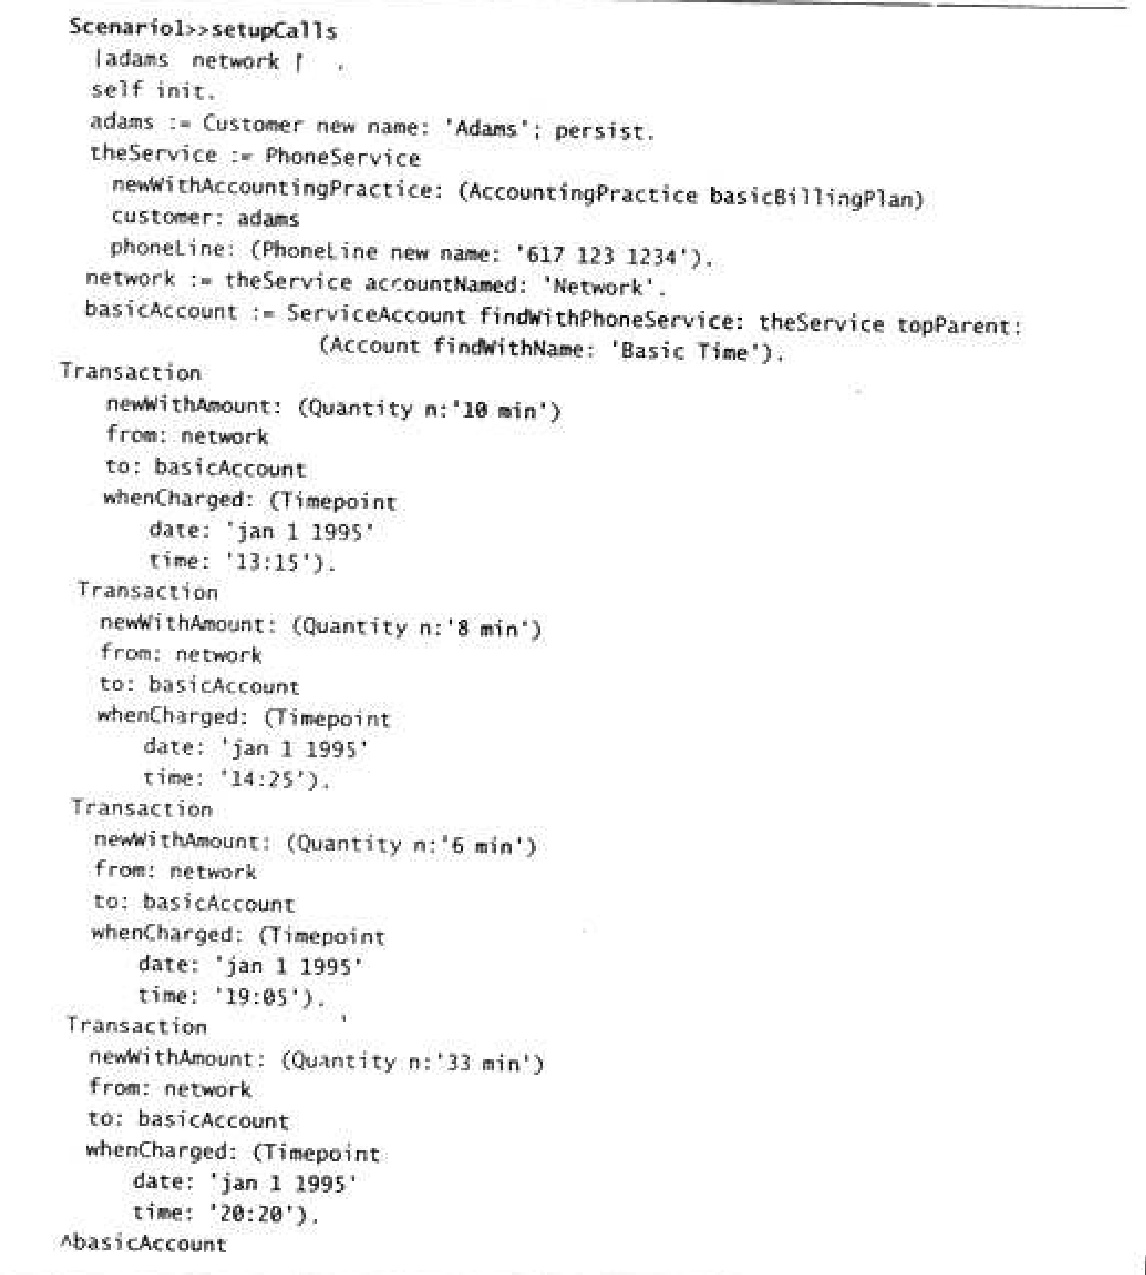 Scenario1>>setupCalls
|adams network | .
self init.
adams := Customer new name: 'Adams'; persist.
theService := PhoneService
newWithAccountingPractice: (AccountingPractice basicBillingPlan)
customer: adams
phoneLine: (PhoneLine new name: '617 123 1234').
network := theService accountNamed: 'Network'.
basicAccount := ServiceAccount findWithPhoneService: theService topParent:
(Account findWithName: 'Basic Time').
Transaction
newWithAmount: (Quantity n:'10 min')
from: network
to: basicAccount
whenCharged: (Timepoint
date: 'jan 1 1995'
time: '13:15').
Transaction
newWithAmount: (Quantity n:'8 min')
from: network
to: basicAccount
whenCharged: (Timepoint
date: 'jan 1 1995'
time: '14:25').
Transaction
newWithAmount: (Quantity n:'6 min')
from: network
to: basicAccount
whenCharged: (Timepoint
date: 'jan 1 1995'
time: '19:05').
Transaction
newWithAmount: (Quantity n:'33 min')
from: network
to: basicAccount
whenCharged: (Timepoint
date: 'jan 1 1995'
time: '20:20').
^basicAccount